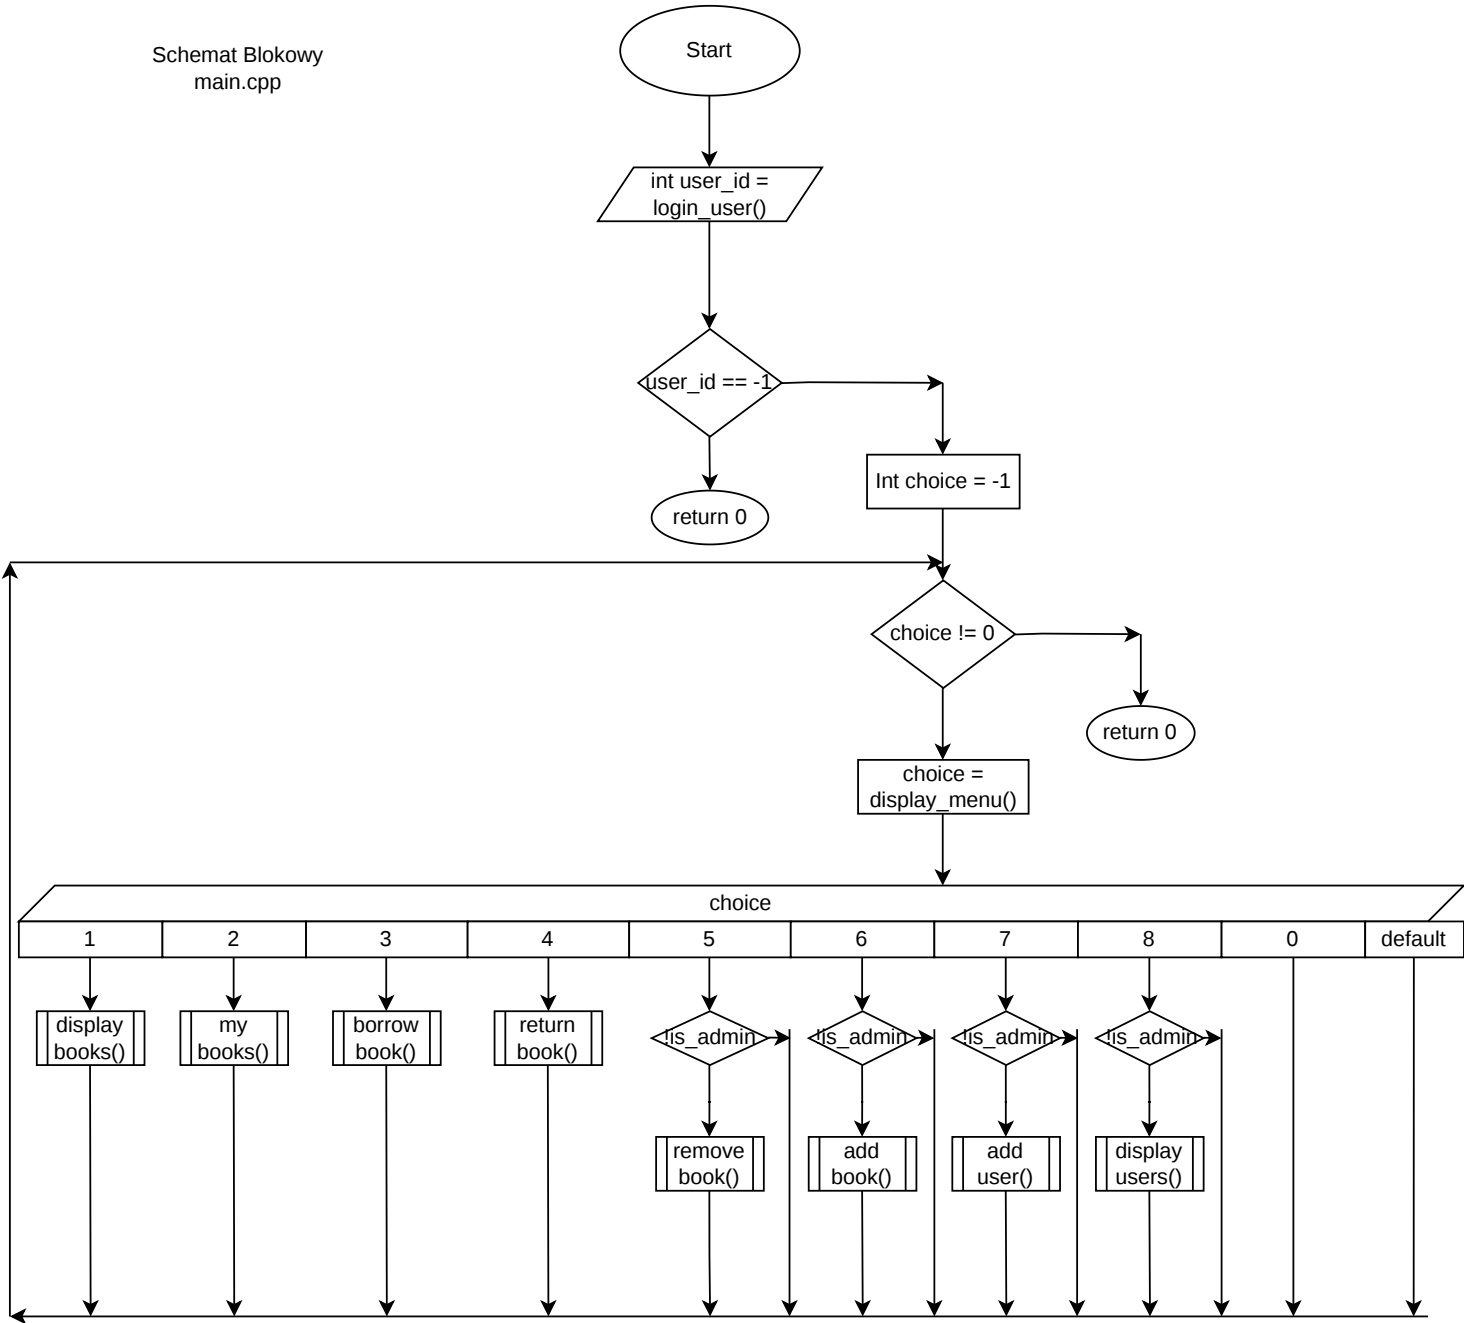 Schemat Blokowy
main.cpp
Start
int user_id =
login_user()
user_id == -1
Int choice = -1
return 0
choice != 0
return 0
choice =
display_menu()
choice
1 2 3 4 5 6 7 8 0 default
display
books()
my
books()
borrow
book()
return
book()
!is_admin
!is_admin
!is_admin
!is_admin
remove
book()
add
book()
add
user()
display
users()